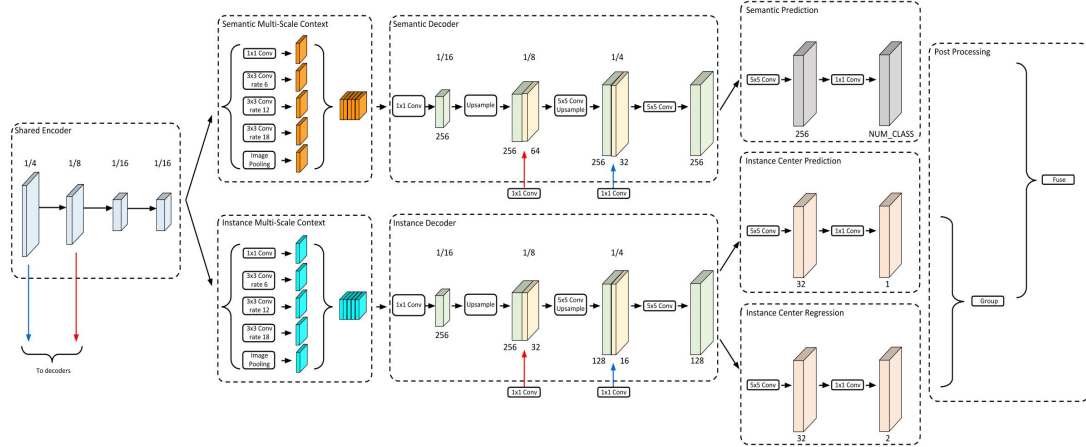 Shared Encoder
1/4 1/8 1/16 1/16
To decoders
Semantic Multi-Scale Context
1x1 Conv
3x3 Conv
rate 6
3x3 Conv
rate 12
3x3 Conv
rate 18
Image
Pooling
Semantic Decoder
1/16 1/8 1/4
1x1 Conv
256
Upsample
256 64
1x1 Conv
5x5 Conv
Upsample
256 32
1x1 Conv
5x5 Conv
256
Instance Multi-Scale Context
1x1 Conv
3x3 Conv
rate 6
3x3 Conv
rate 12
3x3 Conv
rate 18
Image
Pooling
Instance Decoder
1/16 1/8 1/4
1x1 Conv
256
Upsample
256 32
1x1 Conv
5x5 Conv
Upsample
128 16
1x1 Conv
5x5 Conv
128
Semantic Prediction
5x5 Conv
256
1x1 Conv
NUM_CLASS
Instance Center Prediction
5x5 Conv
32
1x1 Conv
1
Instance Center Regression
5x5 Conv
32
1x1 Conv
2
Post Processing
Group
Fuse